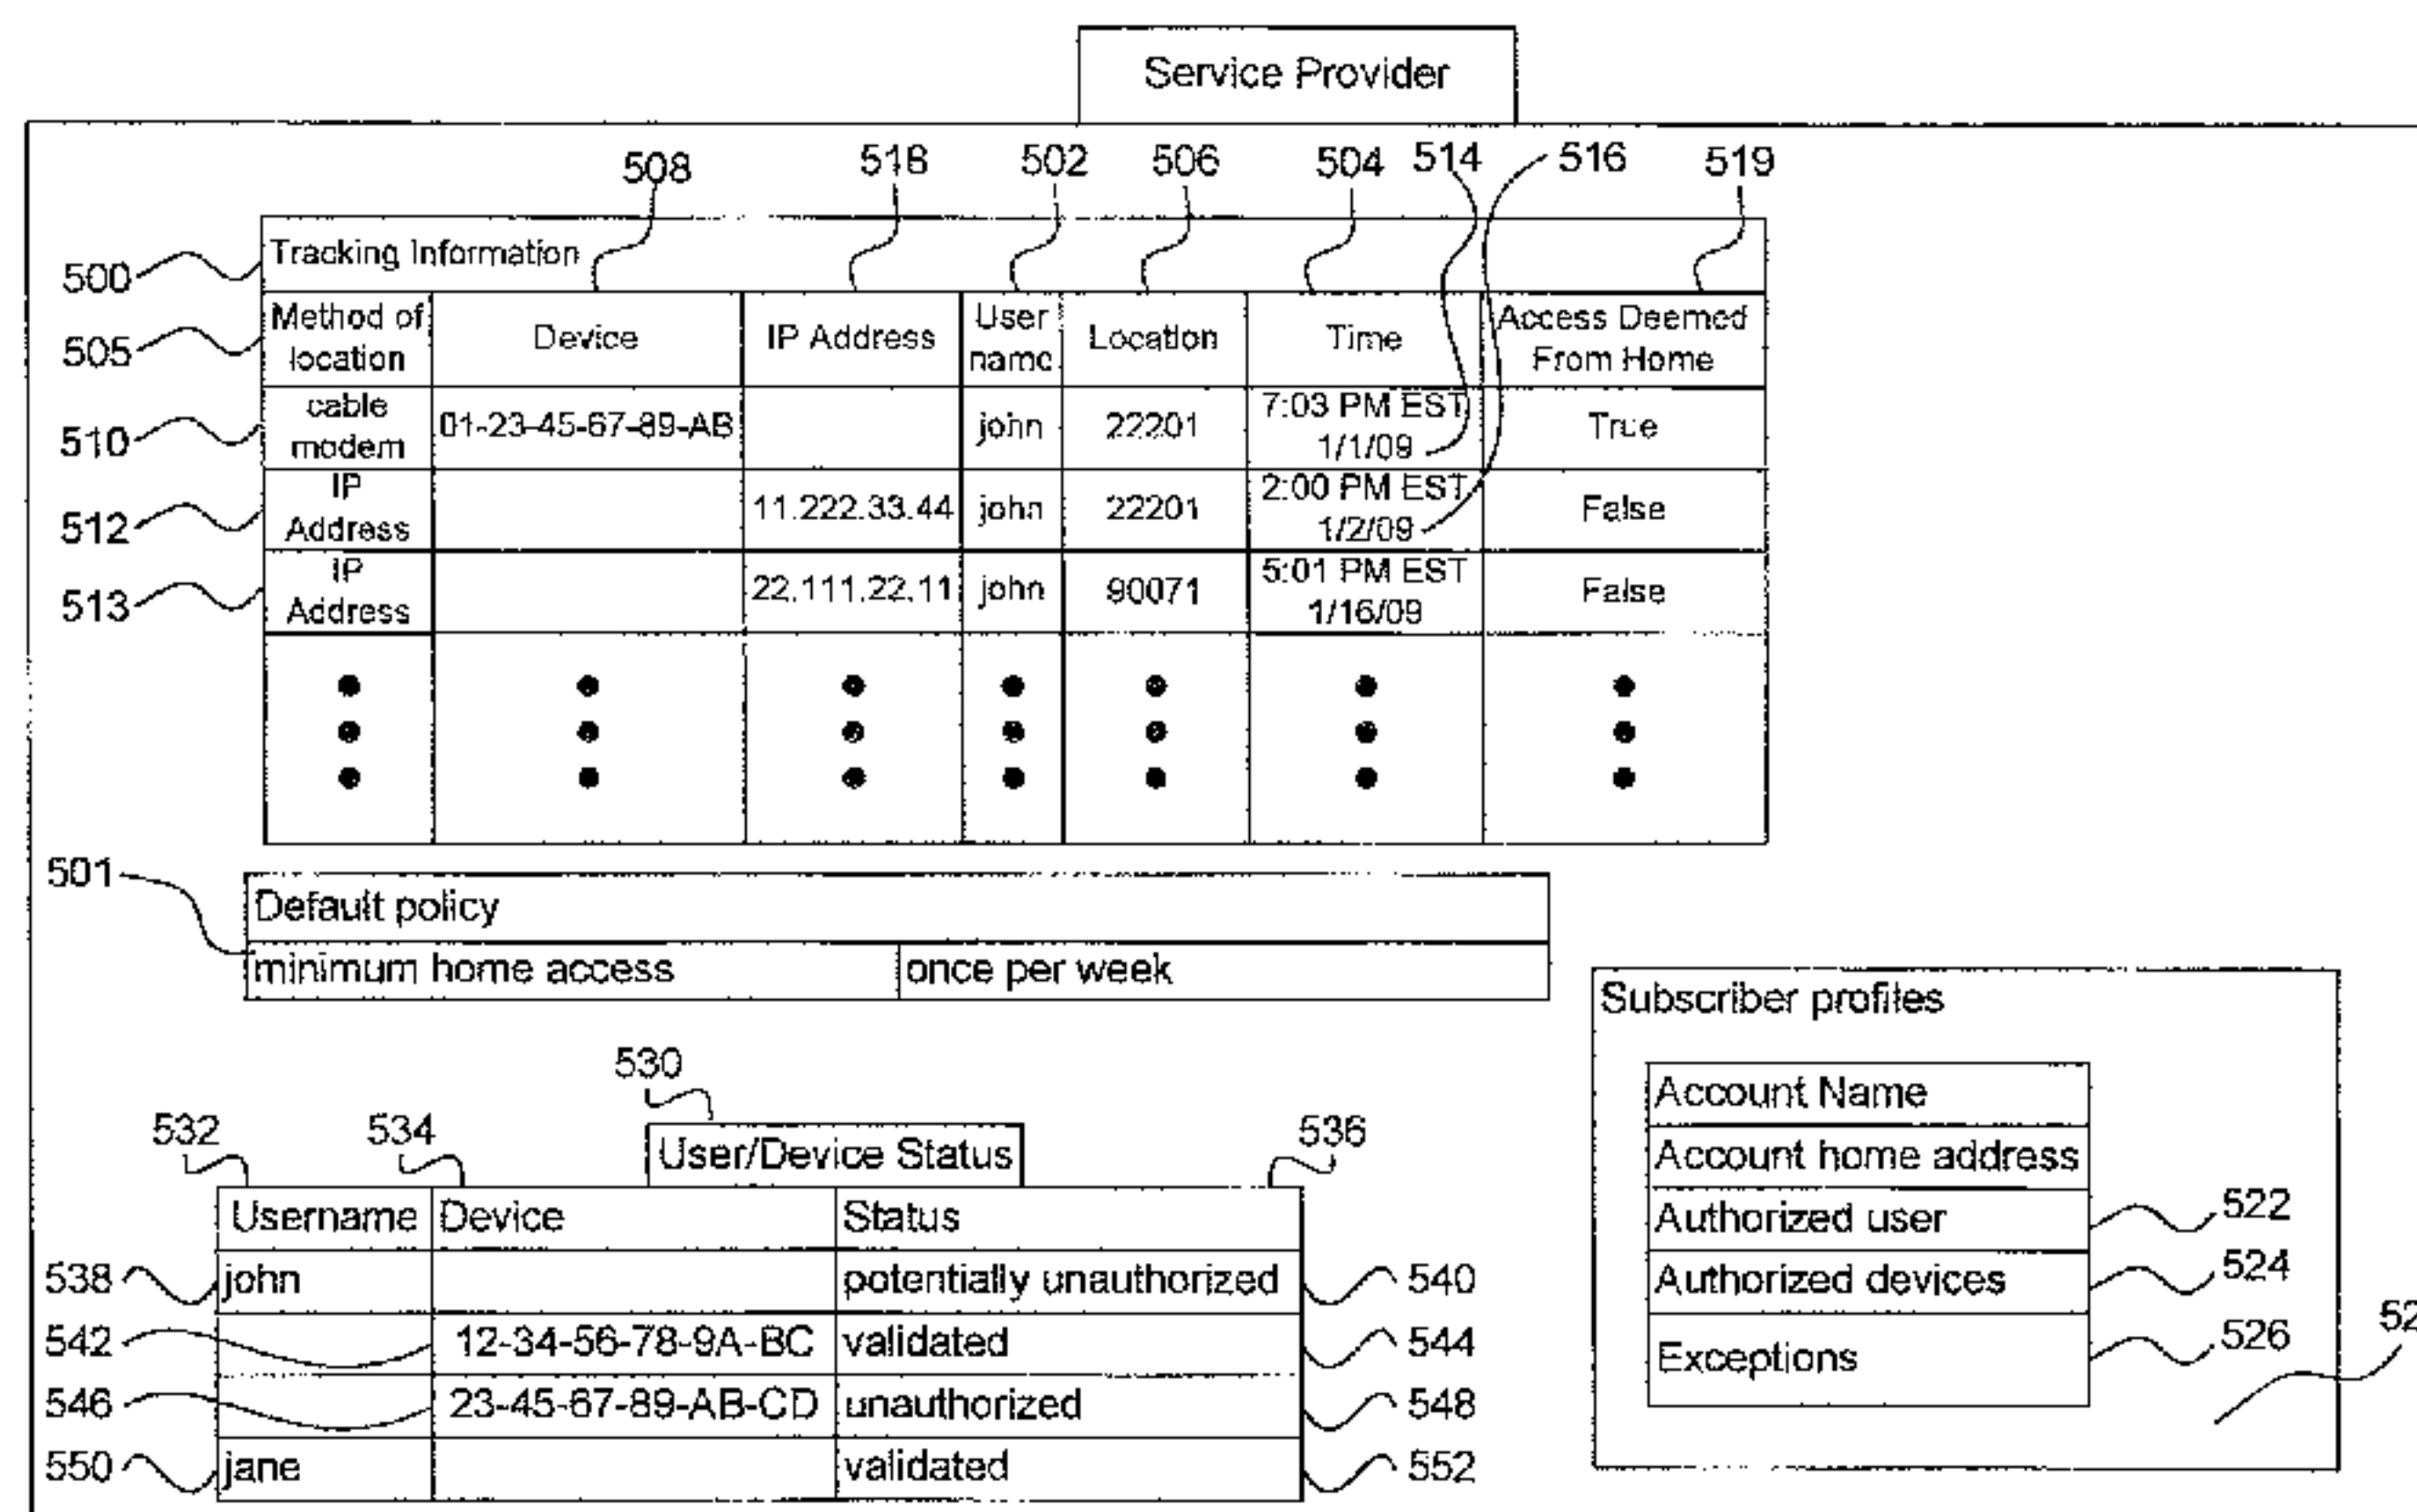 Service Provider
508 518 502 506 504 514 516 519
500 Tracking Information
505 Method of location Device IP Address User name Location Time Access Deemed From Home
510 cable modem 01-23-45-67-89-AB john 22201 7:03 PM EST 1/1/09 True
512 IP Address 11.222.33.44 john 22201 2:00 PM EST 1/2/09 False
513 IP Address 22.111.22.11 john 90071 5:01 PM EST 1/16/09 False
501
Default policy
minimum home access once per week
530
532 534 User/Device Status 536
Username Device Status
538 john potentially unauthorized 540
542 12-34-56-78-9A-BC validated 544
546 23-45-67-89-AB-CD unauthorized 548
550 jane validated 552
Subscriber profiles
Account Name
Account home address
Authorized user 522
Authorized devices 524
Exceptions 526